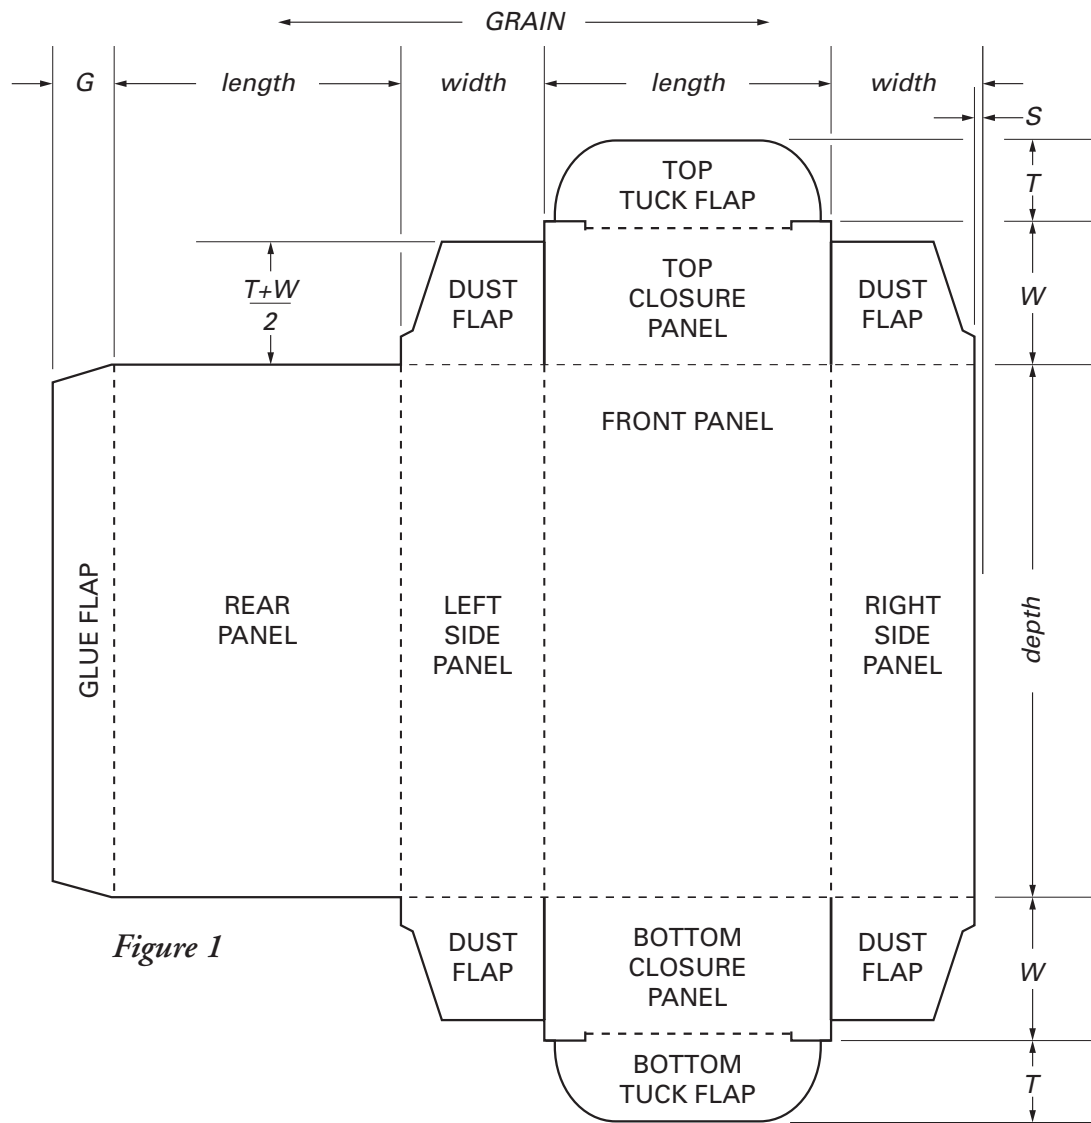 GRAIN
G
length
width
length
width
S
TOP
TUCK FLAP
T
T+W
2
DUST
FLAP
TOP
CLOSURE
PANEL
DUST
FLAP
W
FRONT PANEL
GLUE FLAP
REAR
PANEL
LEFT
SIDE
PANEL
RIGHT
SIDE
PANEL
depth
Figure 1
DUST
FLAP
BOTTOM
CLOSURE
PANEL
DUST
FLAP
W
BOTTOM
TUCK FLAP
T